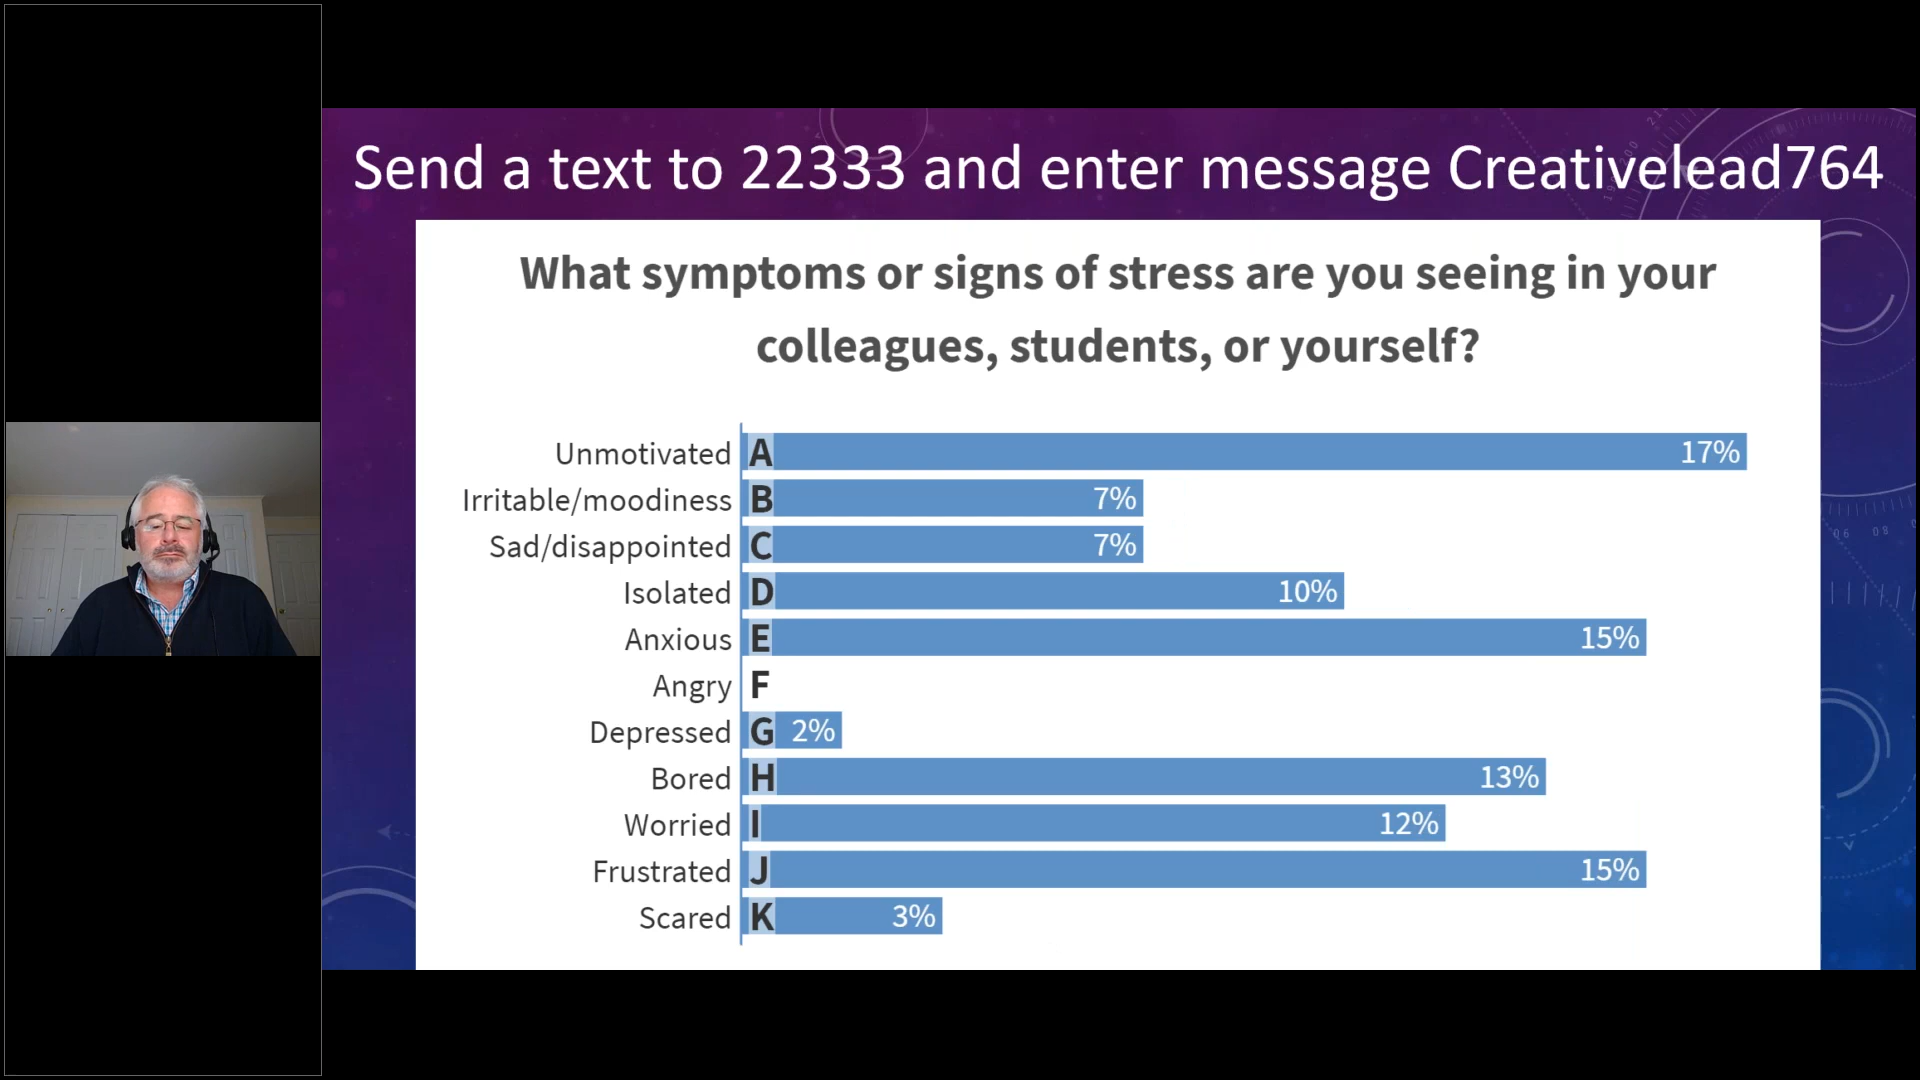 Send a text to 22333 and enter message Creativelead764
What symptoms or signs of stress are you seeing in your
colleagues, students, or yourself?
Unmotivated A 17%
Irritable/moodiness B 7%
Sad/disappointed C 7%
Isolated D 10%
Anxious E 15%
Angry F
Depressed G 2%
Bored H 13%
Worried I 12%
Frustrated J 15%
Scared K 3%